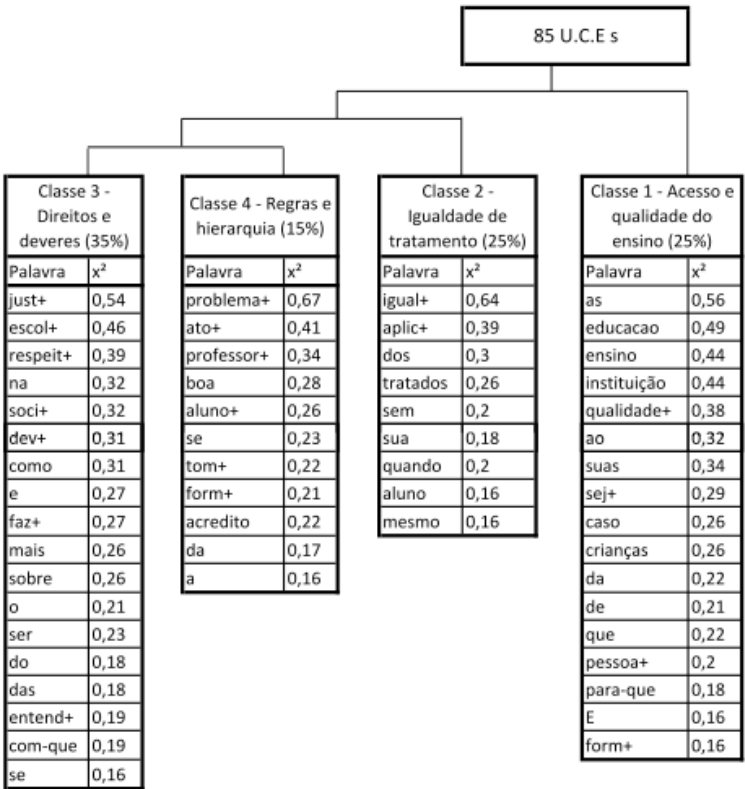 85 U.C.E s
Classe 3 -
Direitos e
deveres (35%)
Palavra x²
just+ 0,54
escol+ 0,46
respeit+ 0,39
na 0,32
soci+ 0,32
dev+ 0,31
como 0,31
e 0,27
faz+ 0,27
mais 0,26
sobre 0,26
o 0,21
ser 0,23
do 0,18
das 0,18
entend+ 0,19
com-que 0,19
se 0,16
Classe 4 - Regras e
hierarquia (15%)
Palavra x²
problema+ 0,67
ato+ 0,41
professor+ 0,34
boa 0,28
aluno+ 0,26
se 0,23
tom+ 0,22
form+ 0,21
acredito 0,22
da 0,17
a 0,16
Classe 2 -
Igualdade de
tratamento (25%)
Palavra x²
igual+ 0,64
aplic+ 0,39
dos 0,3
tratados 0,26
sem 0,2
sua 0,18
quando 0,2
aluno 0,16
mesmo 0,16
Classe 1 - Acesso e
qualidade do
ensino (25%)
Palavra x²
as 0,56
educacao 0,49
ensino 0,44
instituição 0,44
qualidade+ 0,38
ao 0,32
suas 0,34
sej+ 0,29
caso 0,26
crianças 0,26
da 0,22
de 0,21
que 0,22
pessoa+ 0,2
para-que 0,18
E 0,16
form+ 0,16